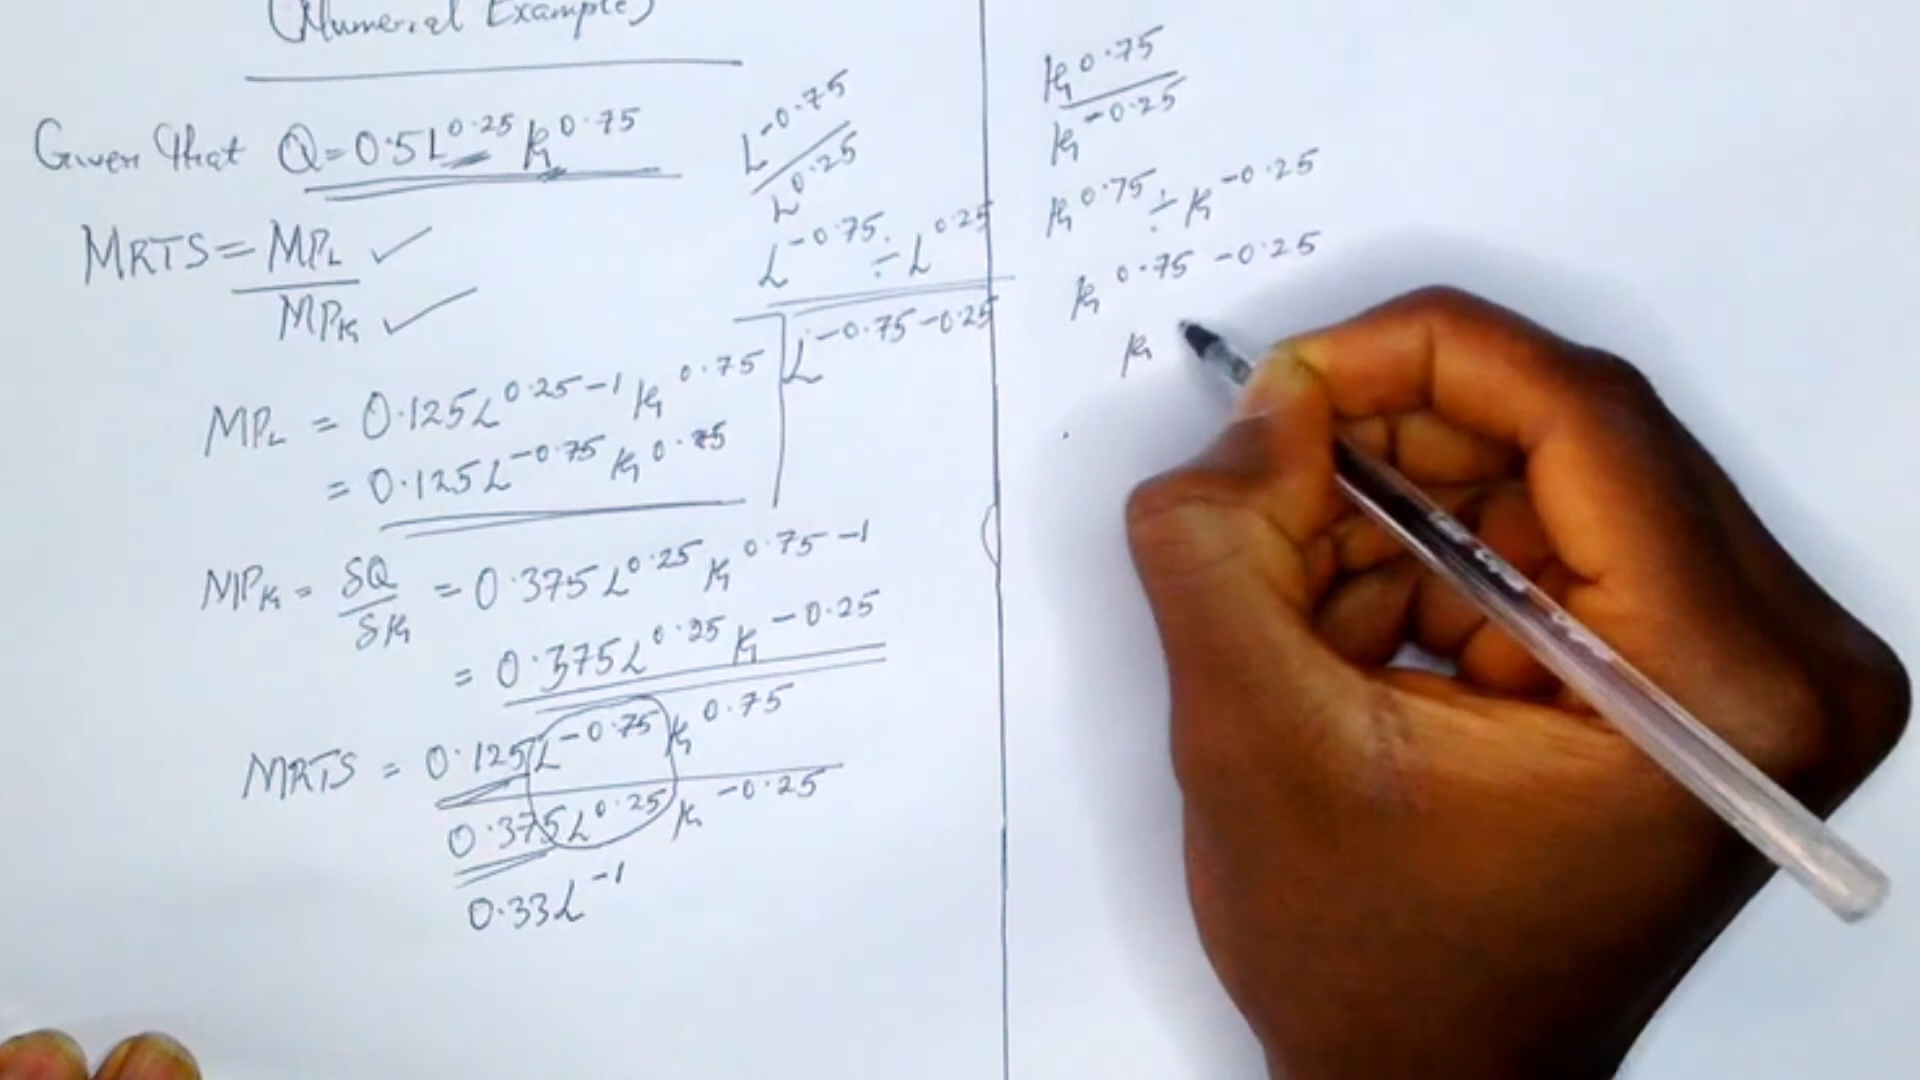 (Numerical Example)
Given that Q=0.5L^0.25 K^0.75
MRTS = MPL ✓
MPK ✓
MPL = 0.125L^0.25-1 K^0.75
= 0.125L^-0.75 K^0.75
MPK = δQ/δK = 0.375L^0.25 K^0.75-1
= 0.375L^0.25 K^-0.25
MRTS = 0.125L^-0.75 K^0.75
0.375L^0.25 K^-0.25
0.33L^-1
L^-0.75
L^0.25
L^-0.75 ÷ L^0.25
L^-0.75-0.25
K^0.75
K^-0.25
K^0.75 ÷ K^-0.25
K^0.75 -0.25
K